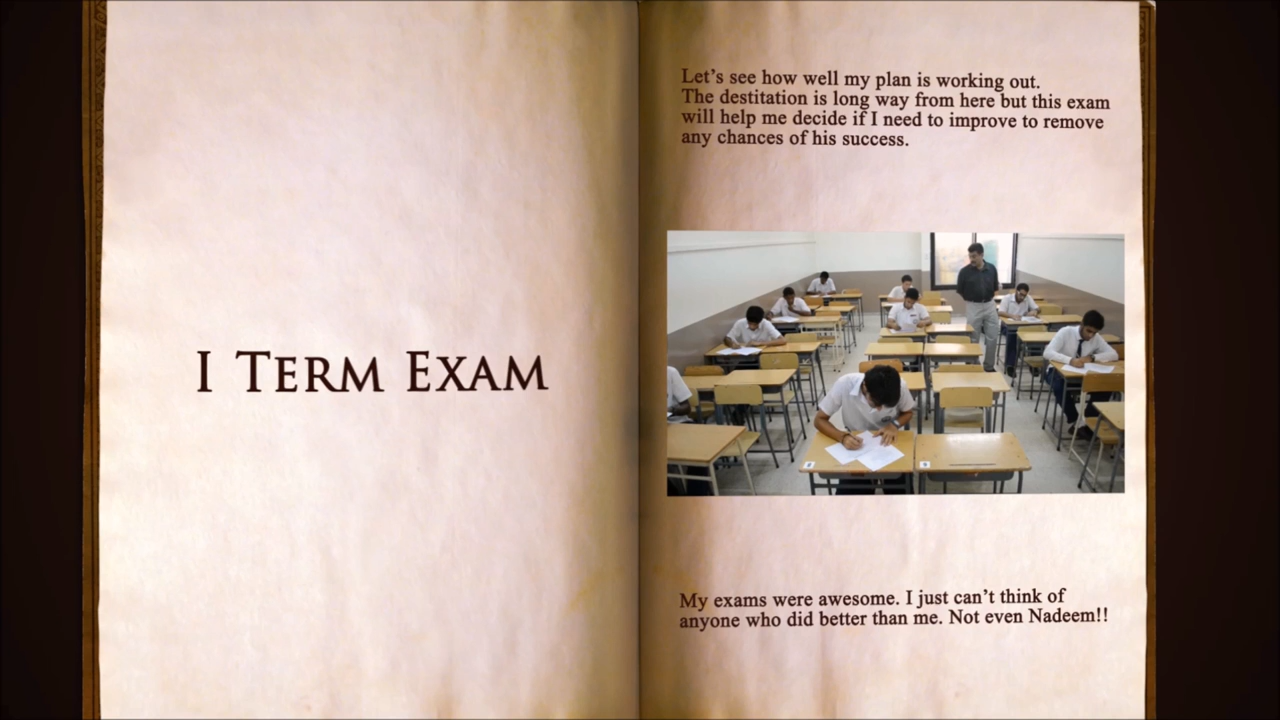 I TERM EXAM
Let's see how well my plan is working out.
The destitation is long way from here but this exam
will help me decide if I need to improve to remove
any chances of his success.
My exams were awesome. I just can't think of
anyone who did better than me. Not even Nadeem!!